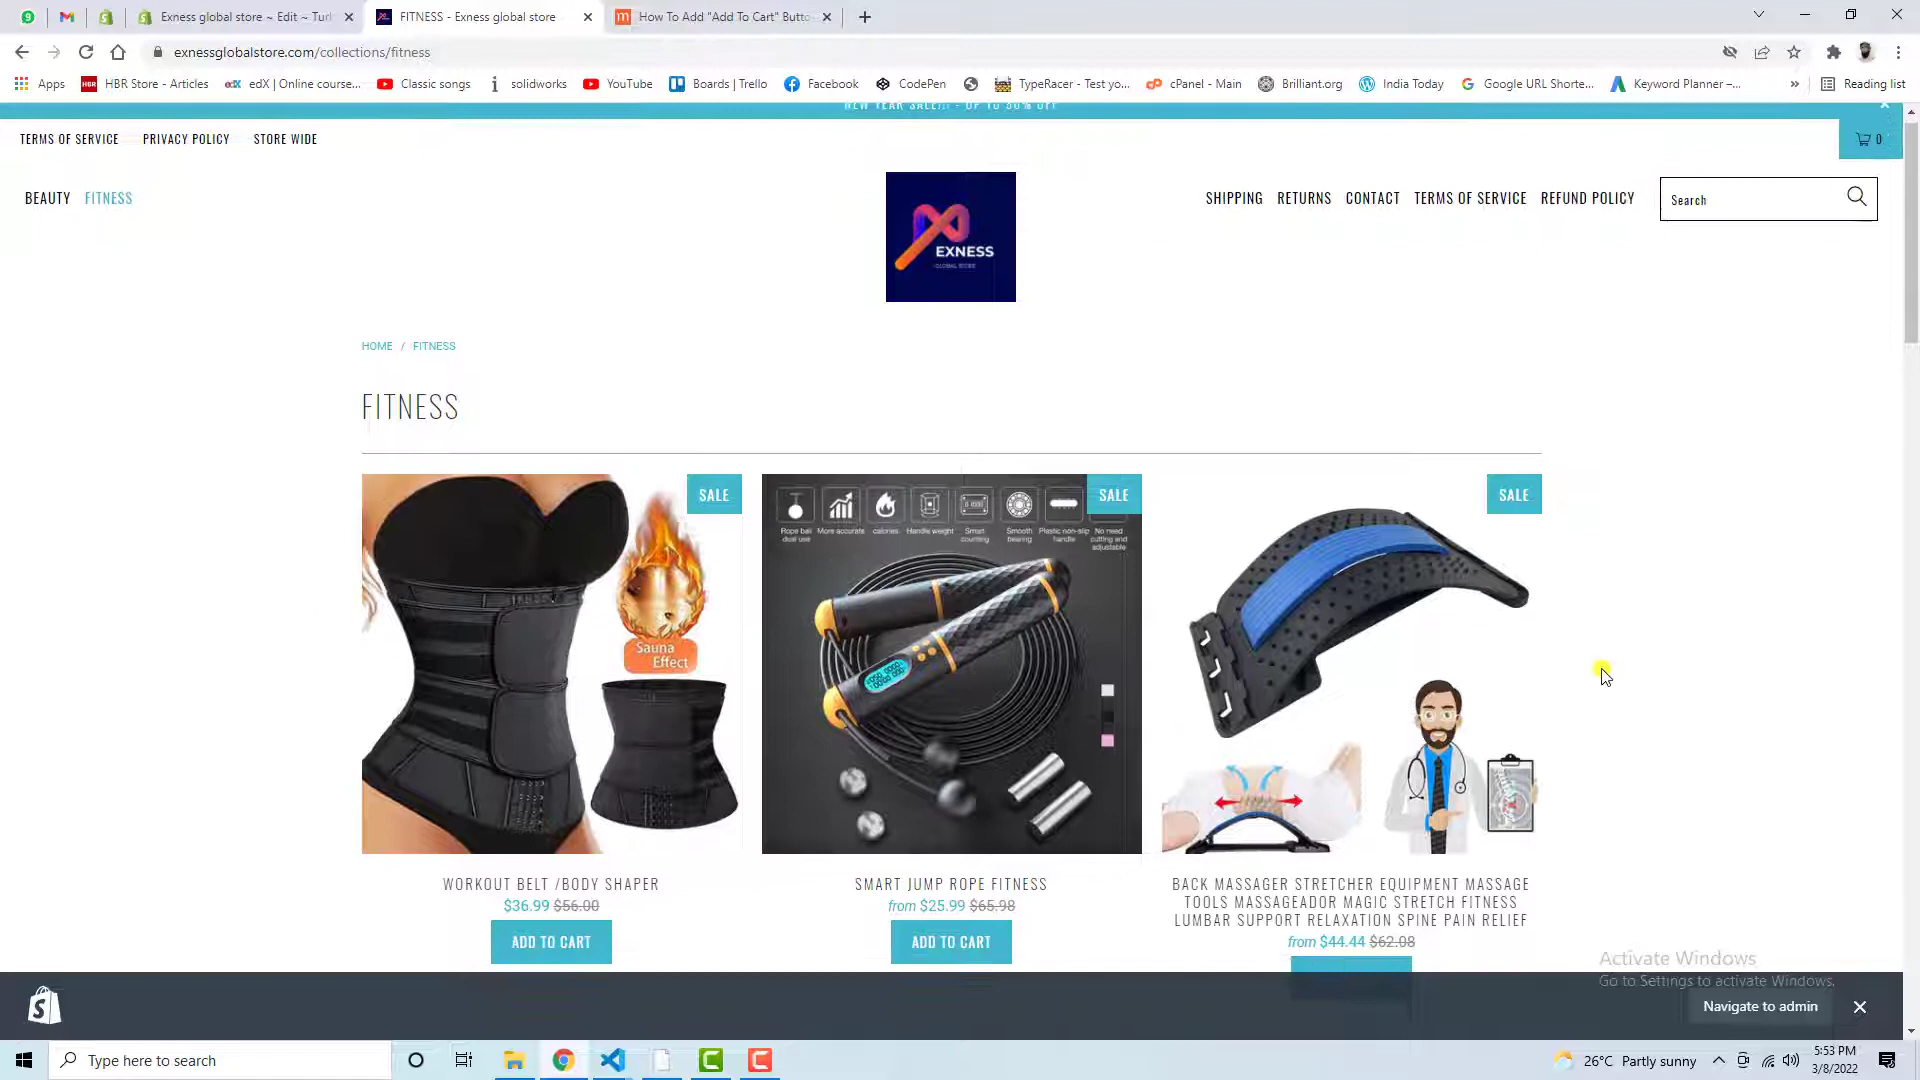 Exness global store ~ Edit ~ Turk
FITNESS - Exness global store
How To Add "Add To Cart" Butto
exnessglobalstore.com/collections/fitness
Apps
HBR Store - Articles
edX | Online course...
Classic songs
solidworks
YouTube
Boards | Trello
Facebook
CodePen
TypeRacer - Test yo...
cPanel - Main
Brilliant.org
India Today
Google URL Shorte...
Keyword Planner –...
Reading list
NEW YEAR SALE!!! - UP TO 50% OFF
TERMS OF SERVICE PRIVACY POLICY STORE WIDE
0
BEAUTY FITNESS
EXNESS
GLOBAL STORE
SHIPPING RETURNS CONTACT TERMS OF SERVICE REFUND POLICY
Search
HOME / FITNESS
FITNESS
SALE
Sauna
Effect
SALE
Rope ball dual use
More accurate
calories
Handle weight
Smart counting
Smooth bearing
Plastic non-slip handle
No need cutting and adjustable
SALE
WORKOUT BELT /BODY SHAPER
$36.99 $56.00
ADD TO CART
SMART JUMP ROPE FITNESS
from $25.99 $65.98
ADD TO CART
BACK MASSAGER STRETCHER EQUIPMENT MASSAGE
TOOLS MASSAGEADOR MAGIC STRETCH FITNESS
LUMBAR SUPPORT RELAXATION SPINE PAIN RELIEF
from $44.44 $62.08
Activate Windows
Go to Settings to activate Windows.
Navigate to admin
Type here to search
26°C Partly sunny
5:53 PM
3/8/2022